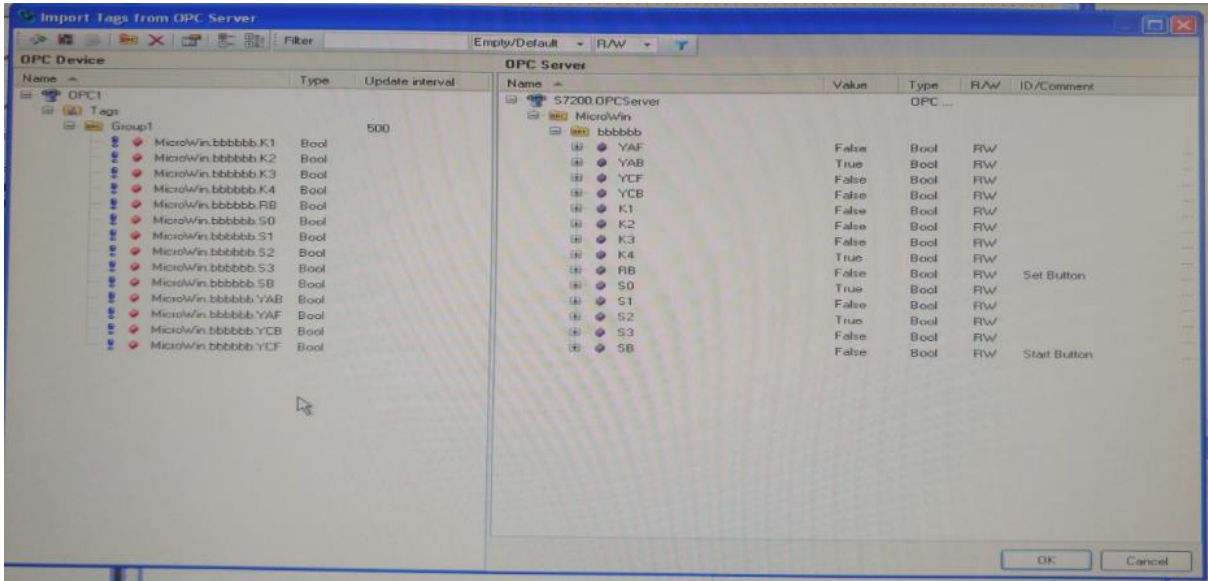 Import Tags from OPC Server
Filter Empty/Default R/W
OPC Device
Name Type Update interval
OPC1
Tags
Group1 500
MicroWin.bbbbbb.K1 Bool
MicroWin.bbbbbb.K2 Bool
MicroWin.bbbbbb.K3 Bool
MicroWin.bbbbbb.K4 Bool
MicroWin.bbbbbb.RB Bool
MicroWin.bbbbbb.S0 Bool
MicroWin.bbbbbb.S1 Bool
MicroWin.bbbbbb.S2 Bool
MicroWin.bbbbbb.S3 Bool
MicroWin.bbbbbb.SB Bool
MicroWin.bbbbbb.YAB Bool
MicroWin.bbbbbb.YAF Bool
MicroWin.bbbbbb.YCB Bool
MicroWin.bbbbbb.YCF Bool
OPC Server
Name Value Type R/W ID/Comment
S7200.OPCServer OPC ...
MicroWin
bbbbbb
YAF False Bool RW ...
YAB True Bool RW ...
YCF False Bool RW ...
YCB False Bool RW ...
K1 False Bool RW ...
K2 False Bool RW ...
K3 False Bool RW ...
K4 True Bool RW ...
RB False Bool RW Set Button ...
S0 True Bool RW ...
S1 False Bool RW ...
S2 True Bool RW ...
S3 False Bool RW ...
SB False Bool RW Start Button ...
OK Cancel